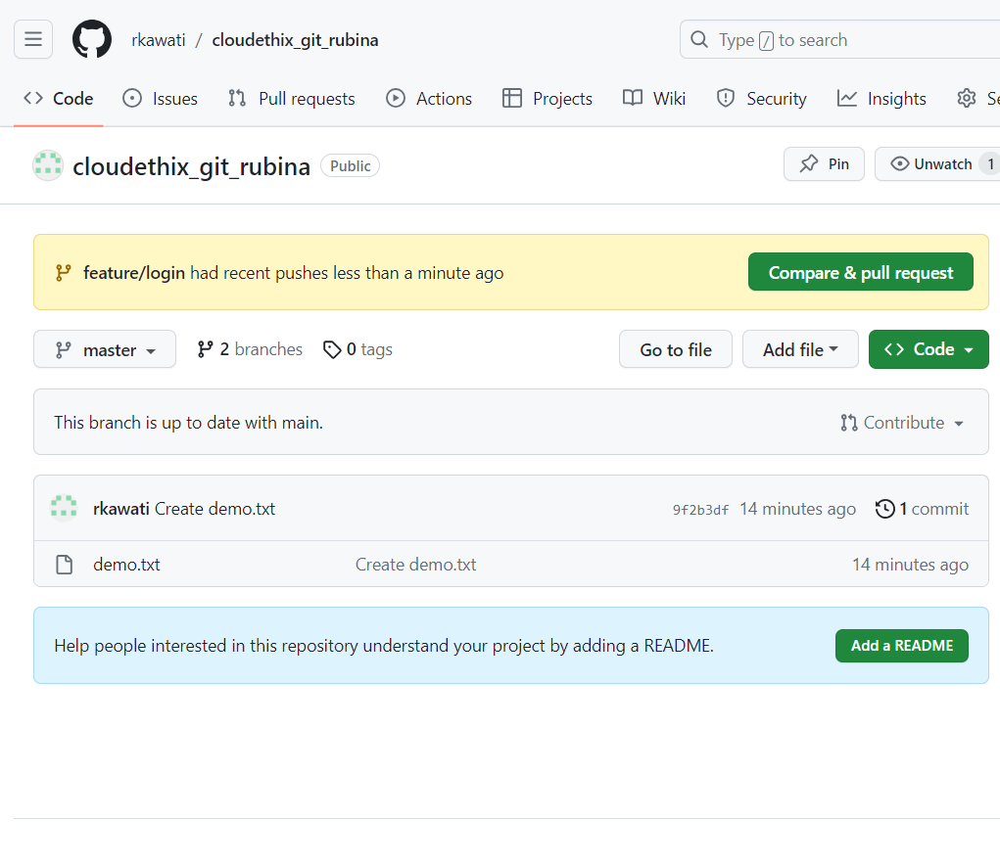 rkawati / cloudethix_git_rubina Type / to search
Code Issues Pull requests Actions Projects Wiki Security Insights
cloudethix_git_rubina Public Pin Unwatch 1
feature/login had recent pushes less than a minute ago Compare & pull request
master 2 branches 0 tags Go to file Add file Code
This branch is up to date with main. Contribute
rkawati Create demo.txt 9f2b3df 14 minutes ago 1 commit
demo.txt Create demo.txt 14 minutes ago
Help people interested in this repository understand your project by adding a README. Add a README